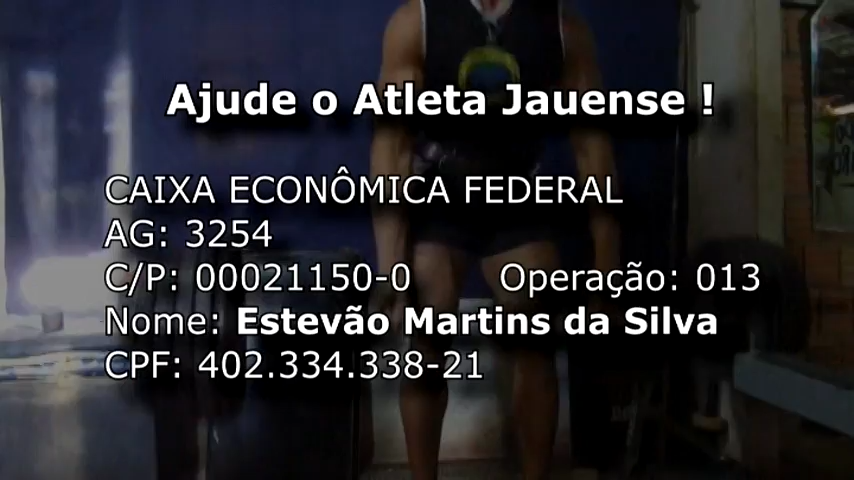 Ajude o Atleta Jauense !
CAIXA ECONÔMICA FEDERAL
AG: 3254
C/P: 00021150-0 Operação: 013
Nome: Estevão Martins da Silva
CPF: 402.334.338-21